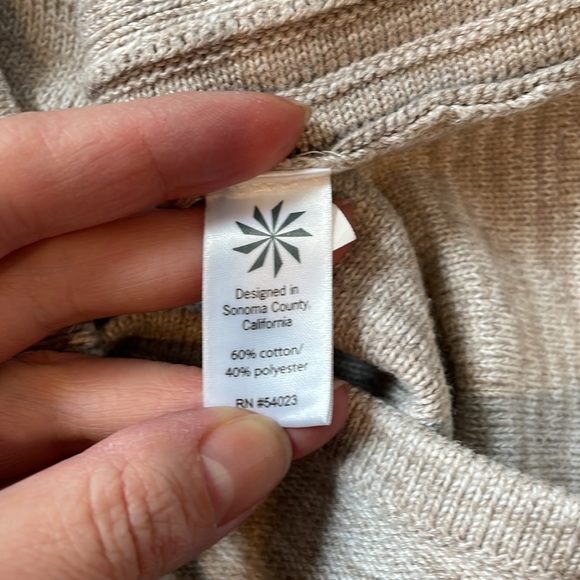 Designed in
Sonoma County,
California
60% cotton/
40% polyester
RN #54023